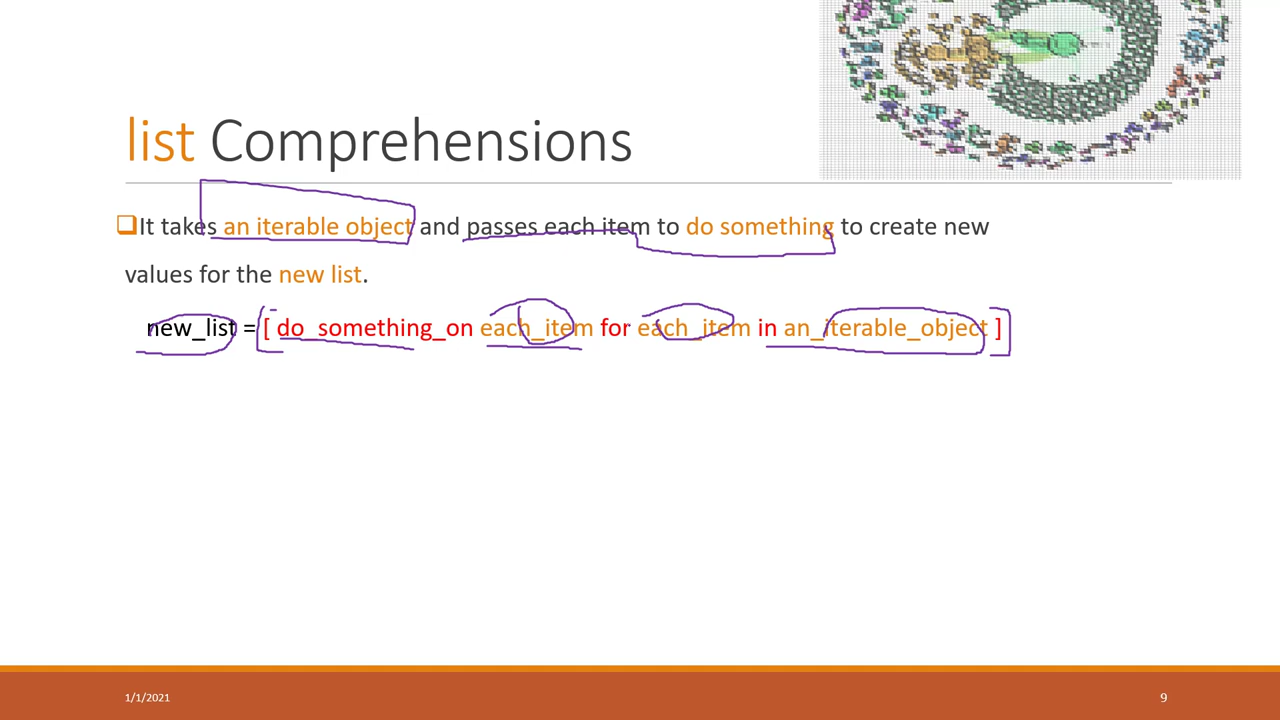 list Comprehensions
It takes an iterable object and passes each item to do something to create new
values for the new list.
new_list = [ do_something_on each_item for each_item in an_iterable_object ]
1/1/2021
9